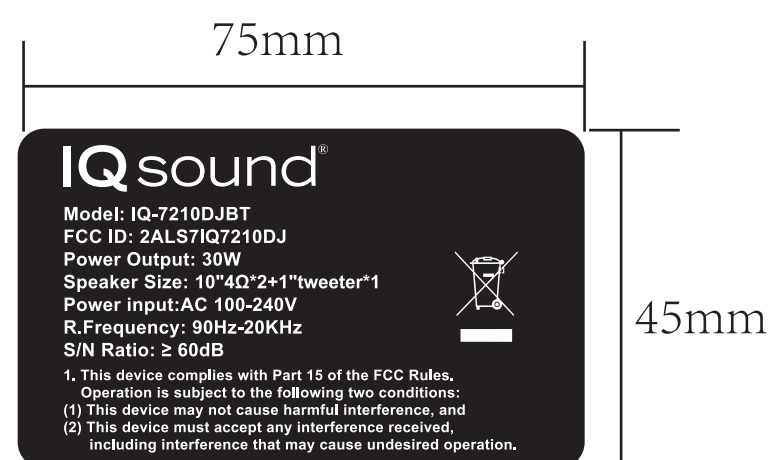 75mm
IQ sound®
Model: IQ-7210DJBT
FCC ID: 2ALS7IQ7210DJ
Power Output: 30W
Speaker Size: 10"4Ω*2+1"tweeter*1
Power input:AC 100-240V
R.Frequency: 90Hz-20KHz
S/N Ratio: ≥ 60dB
45mm
1. This device complies with Part 15 of the FCC Rules.
Operation is subject to the following two conditions:
(1) This device may not cause harmful interference, and
(2) This device must accept any interference received,
including interference that may cause undesired operation.